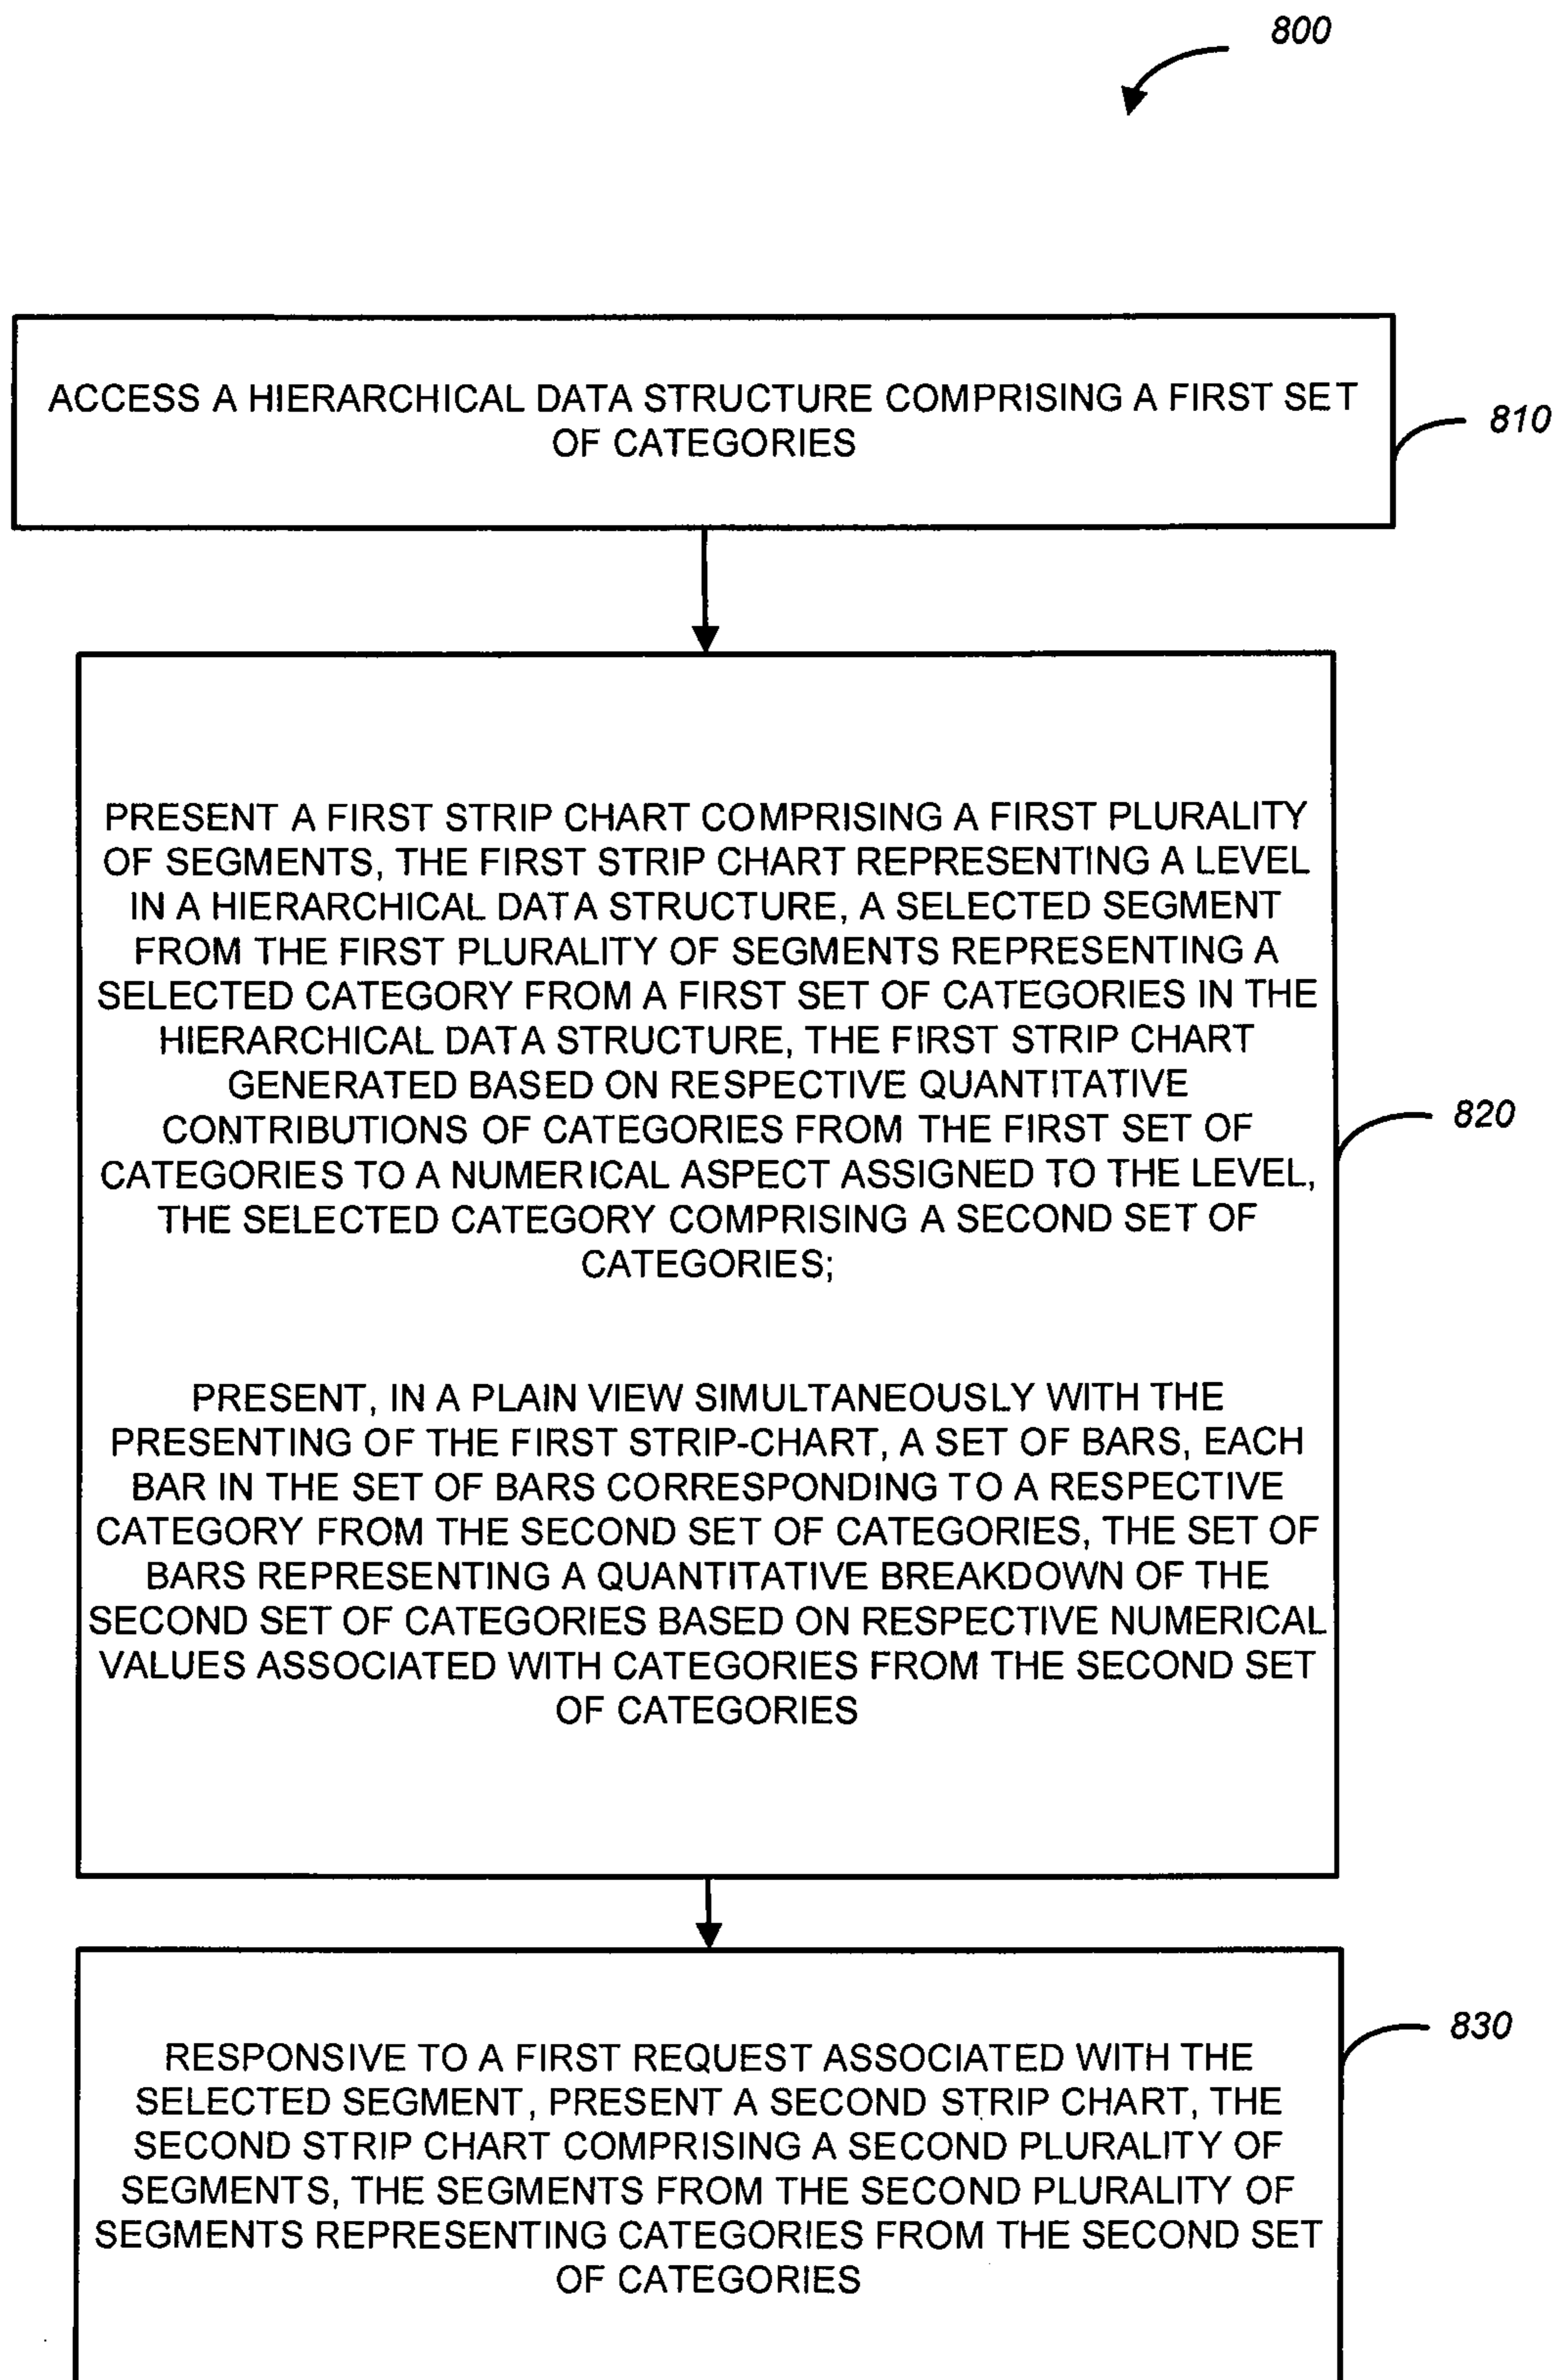 800
ACCESS A HIERARCHICAL DATA STRUCTURE COMPRISING A FIRST SET
OF CATEGORIES
810
PRESENT A FIRST STRIP CHART COMPRISING A FIRST PLURALITY
OF SEGMENTS, THE FIRST STRIP CHART REPRESENTING A LEVEL
IN A HIERARCHICAL DATA STRUCTURE, A SELECTED SEGMENT
FROM THE FIRST PLURALITY OF SEGMENTS REPRESENTING A
SELECTED CATEGORY FROM A FIRST SET OF CATEGORIES IN THE
HIERARCHICAL DATA STRUCTURE, THE FIRST STRIP CHART
GENERATED BASED ON RESPECTIVE QUANTITATIVE
CONTRIBUTIONS OF CATEGORIES FROM THE FIRST SET OF
CATEGORIES TO A NUMERICAL ASPECT ASSIGNED TO THE LEVEL,
THE SELECTED CATEGORY COMPRISING A SECOND SET OF
CATEGORIES;
820
PRESENT, IN A PLAIN VIEW SIMULTANEOUSLY WITH THE
PRESENTING OF THE FIRST STRIP-CHART, A SET OF BARS, EACH
BAR IN THE SET OF BARS CORRESPONDING TO A RESPECTIVE
CATEGORY FROM THE SECOND SET OF CATEGORIES, THE SET OF
BARS REPRESENTING A QUANTITATIVE BREAKDOWN OF THE
SECOND SET OF CATEGORIES BASED ON RESPECTIVE NUMERICAL
VALUES ASSOCIATED WITH CATEGORIES FROM THE SECOND SET
OF CATEGORIES
830
RESPONSIVE TO A FIRST REQUEST ASSOCIATED WITH THE
SELECTED SEGMENT, PRESENT A SECOND STRIP CHART, THE
SECOND STRIP CHART COMPRISING A SECOND PLURALITY OF
SEGMENTS, THE SEGMENTS FROM THE SECOND PLURALITY OF
SEGMENTS REPRESENTING CATEGORIES FROM THE SECOND SET
OF CATEGORIES